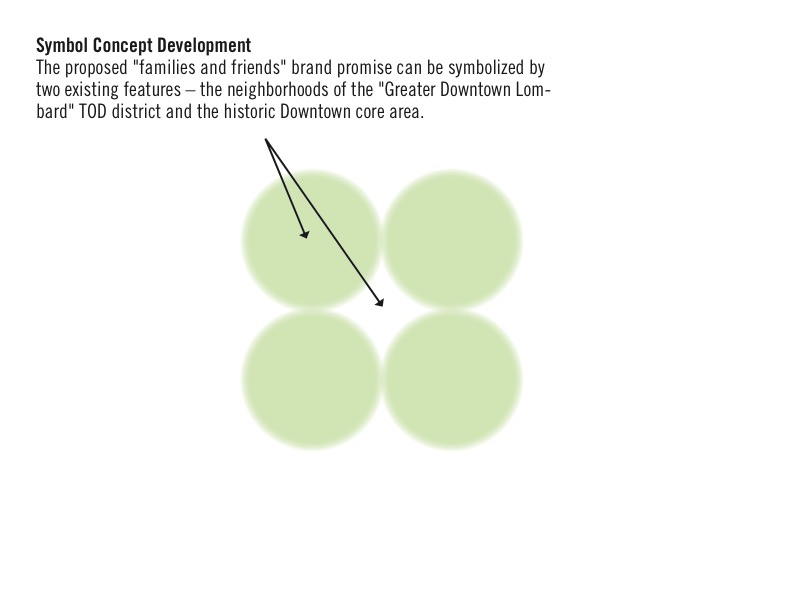 Symbol Concept Development
The proposed "families and friends" brand promise can be symbolized by
two existing features – the neighborhoods of the "Greater Downtown Lom-
bard" TOD district and the historic Downtown core area.